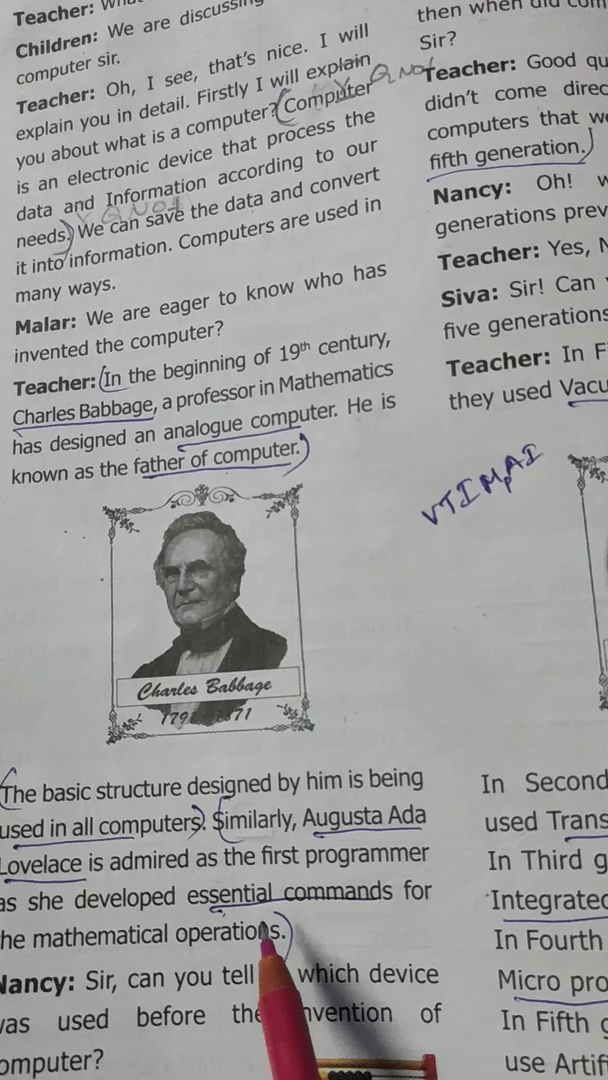 Teacher:
Children: We are discussing
computer sir.
Teacher: Oh, I see, that's nice. I will
explain you in detail. Firstly I will explain
you about what is a computer? Computer
is an electronic device that process the
data and Information according to our
needs. We can save the data and convert
it into information. Computers are used in
many ways.
Malar: We are eager to know who has
invented the computer?
Teacher: In the beginning of 19th century,
Charles Babbage, a professor in Mathematics
has designed an analogue computer. He is
known as the father of computer.
Charles Babbage
The basic structure designed by him is being
used in all computers. Similarly, Augusta Ada
Lovelace is admired as the first programmer
as she developed essential commands for
the mathematical operations.
Nancy: Sir, can you tell which device
was used before the invention of
computer?
then when did
Sir?
Teacher: Good
didn't come
computers that
fifth generation.
Nancy: Oh!
generations
Teacher: Yes,
Siva: Sir! Can
five generations
Teacher: In
they used
VTIMpAI
In Second
used
In Third
Integrated
In Fourth
Micro
In Fifth
use